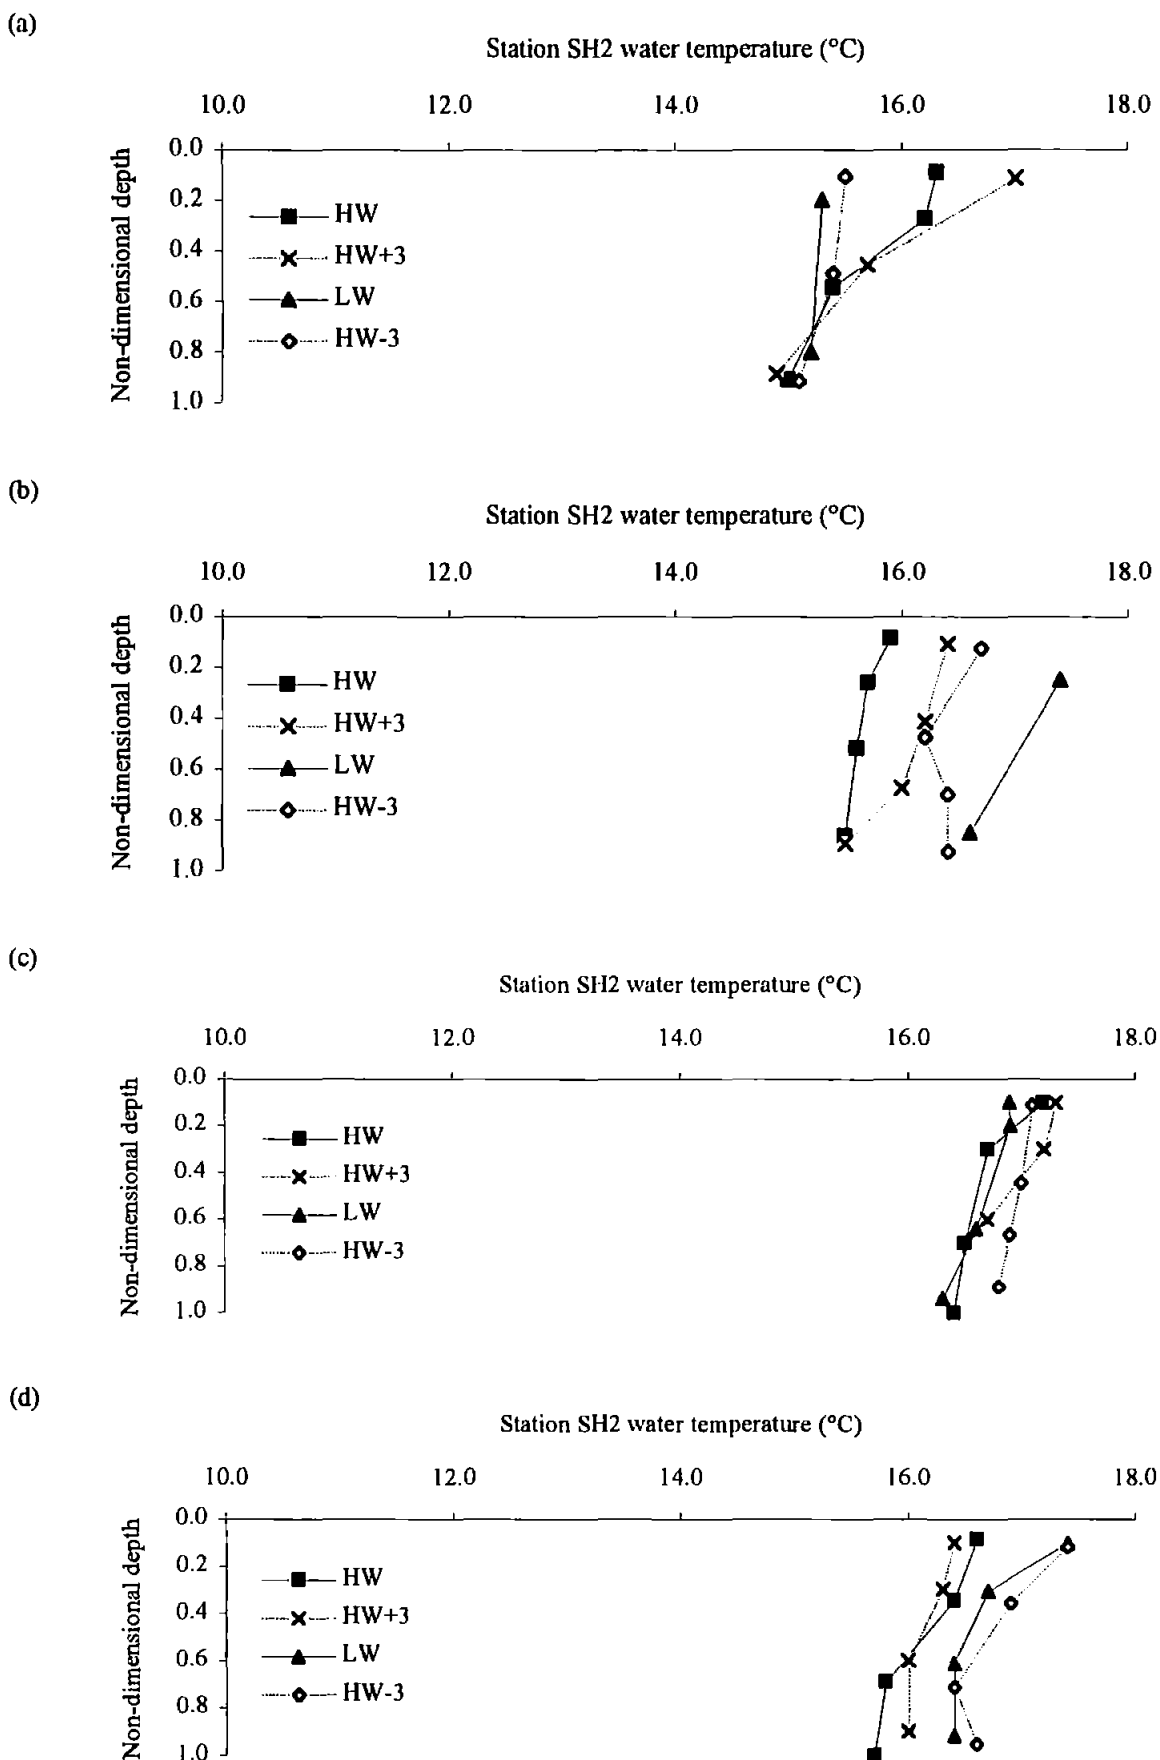 (a)
Station SH2 water temperature (°C)
10.0 12.0 14.0 16.0 18.0
Non-dimensional depth
0.0
0.2
0.4
0.6
0.8
1.0
HW
HW+3
LW
HW-3
(b)
Station SH2 water temperature (°C)
10.0 12.0 14.0 16.0 18.0
Non-dimensional depth
0.0
0.2
0.4
0.6
0.8
1.0
HW
HW+3
LW
HW-3
(c)
Station SH2 water temperature (°C)
10.0 12.0 14.0 16.0 18.0
Non-dimensional depth
0.0
0.2
0.4
0.6
0.8
1.0
HW
HW+3
LW
HW-3
(d)
Station SH2 water temperature (°C)
10.0 12.0 14.0 16.0 18.0
Non-dimensional depth
0.0
0.2
0.4
0.6
0.8
1.0
HW
HW+3
LW
HW-3